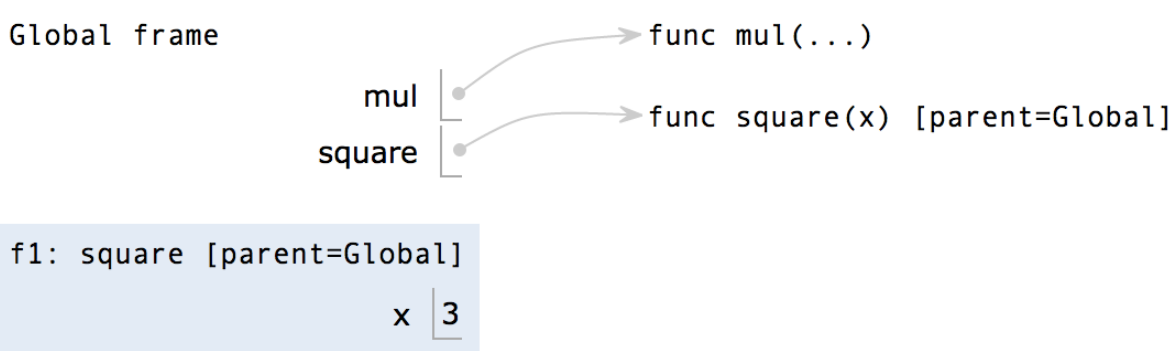 Global frame
func mul(...)
mul
func square(x) [parent=Global]
square
f1: square [parent=Global]
x 3